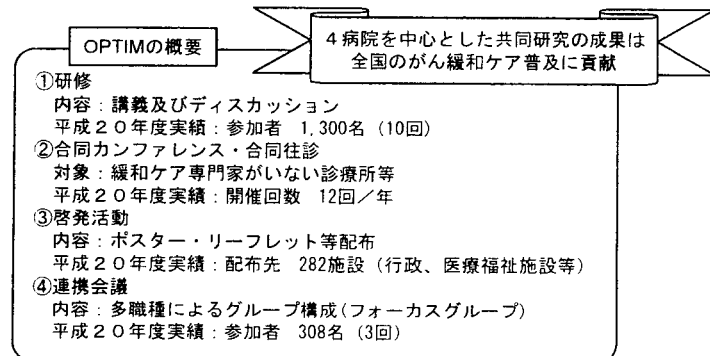 OPTIMの概要
４病院を中心とした共同研究の成果は
全国のがん緩和ケア普及に貢献
①研修
内容：講義及びディスカッション
平成２０年度実績：参加者　1,300名（10回）
②合同カンファレンス・合同往診
対象：緩和ケア専門家がいない診療所等
平成２０年度実績：開催回数　12回／年
③啓発活動
内容：ポスター・リーフレット等配布
平成２０年度実績：配布先　282施設（行政、医療福祉施設等）
④連携会議
内容：多職種によるグループ構成（フォーカスグループ）
平成２０年度実績：参加者　308名（3回）